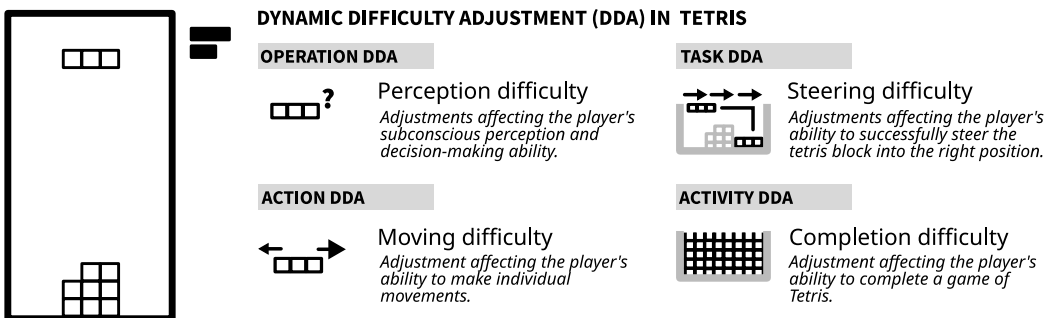 DYNAMIC DIFFICULTY ADJUSTMENT (DDA) IN TETRIS
OPERATION DDA
?
Perception difficulty
Adjustments affecting the player's
subconscious perception and
decision-making ability.
TASK DDA
Steering difficulty
Adjustments affecting the player's
ability to successfully steer the
tetris block into the right position.
ACTION DDA
Moving difficulty
Adjustment affecting the player's
ability to make individual
movements.
ACTIVITY DDA
Completion difficulty
Adjustment affecting the player's
ability to complete a game of
Tetris.